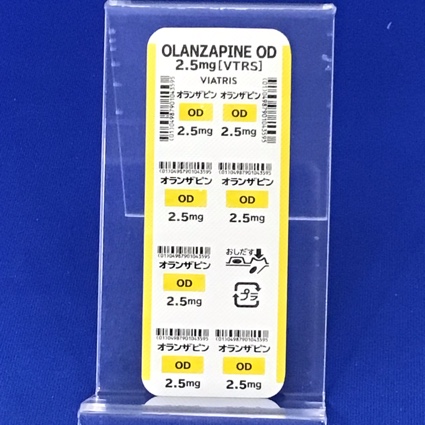 OLANZAPINE OD
2.5mg[VTRS]
VIATRIS
オランザピン オランザピン
OD OD
2.5mg 2.5mg
オランザピン オランザピン
OD OD
2.5mg 2.5mg
オランザピン おしだす
OD プラ
2.5mg
オランザピン オランザピン
OD OD
2.5mg 2.5mg